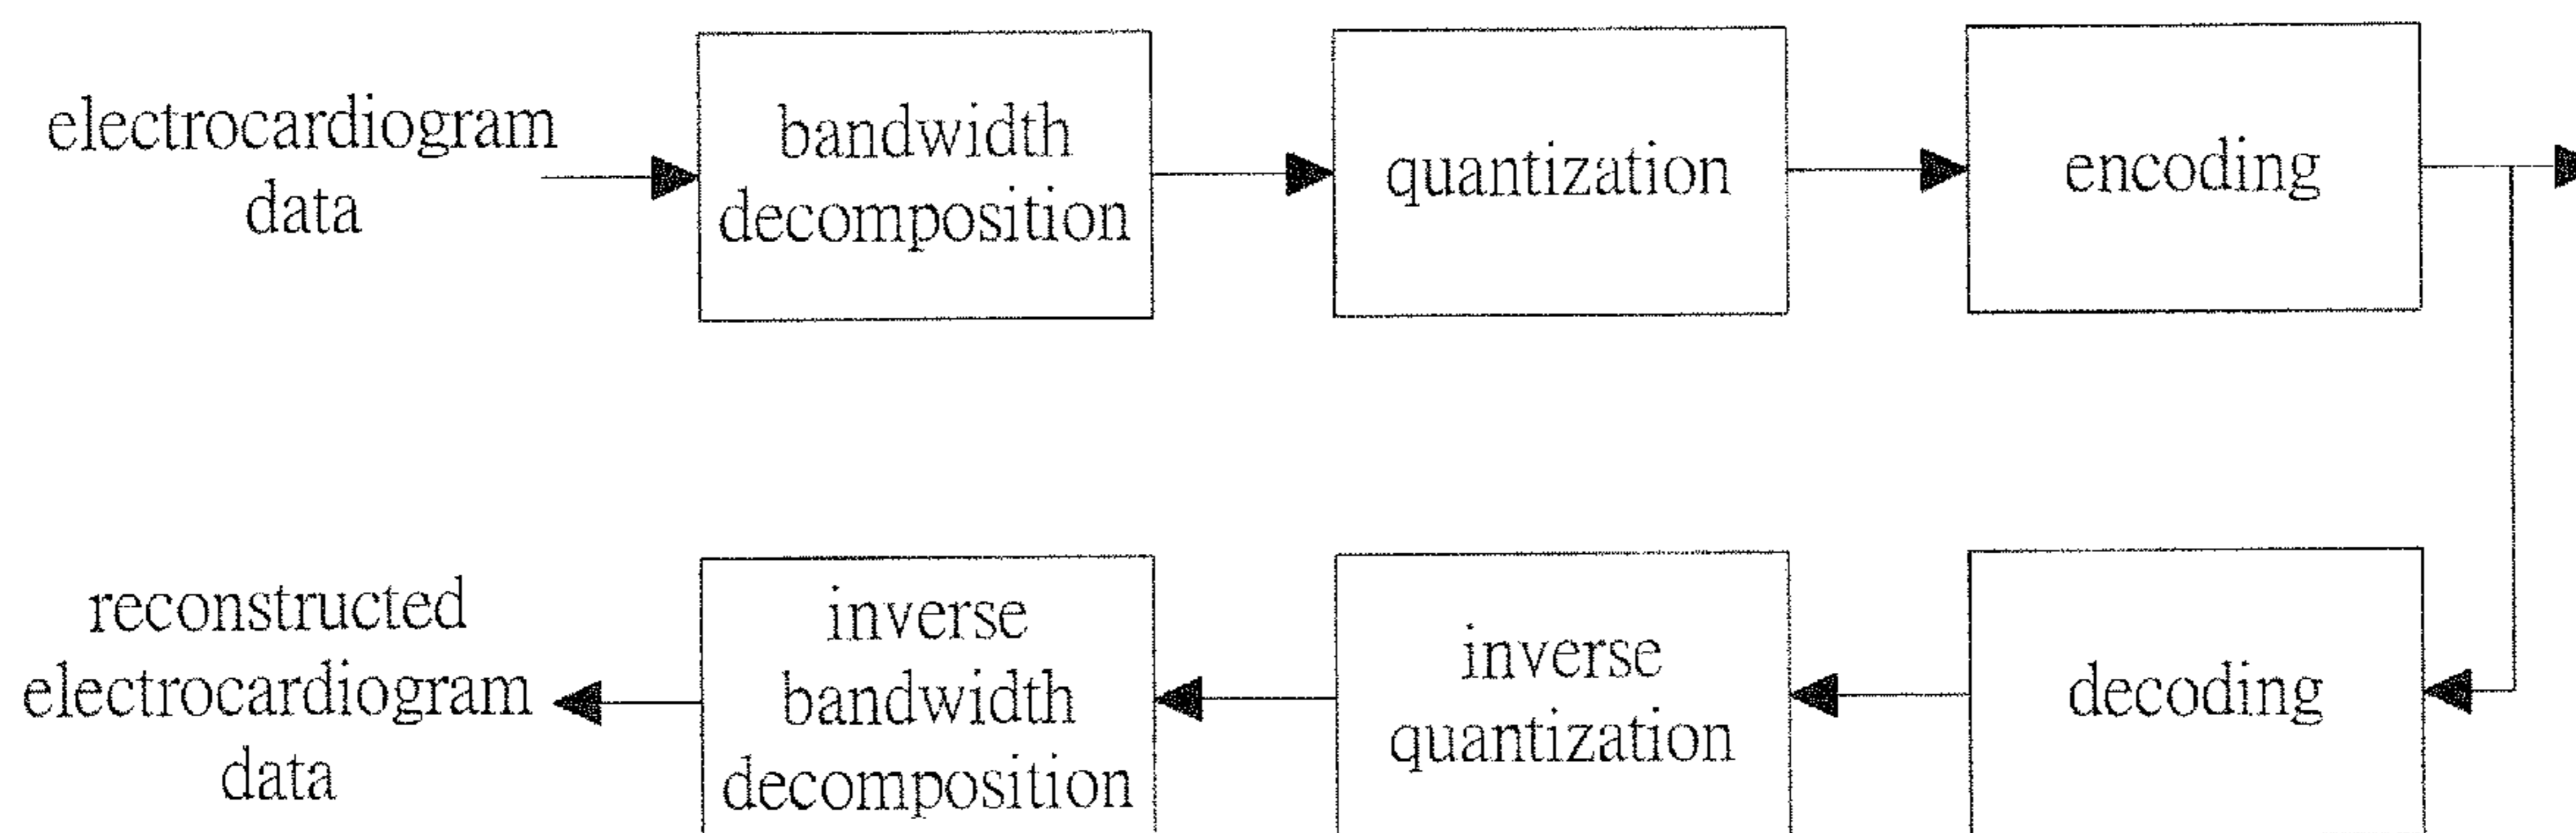 electrocardiogram
data
bandwidth
decomposition
quantization
encoding
reconstructed
electrocardiogram
data
inverse
bandwidth
decomposition
inverse
quantization
decoding